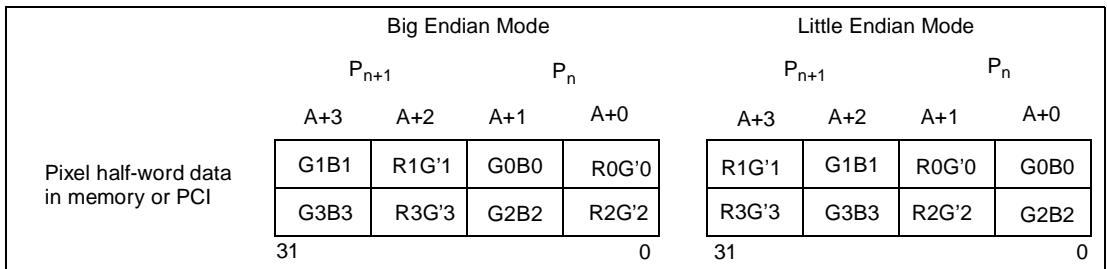 Big Endian Mode Little Endian Mode
Pn+1 Pn Pn+1 Pn
A+3 A+2 A+1 A+0 A+3 A+2 A+1 A+0
Pixel half-word data
in memory or PCI
G1B1 R1G'1 G0B0 R0G'0 R1G'1 G1B1 R0G'0 G0B0
G3B3 R3G'3 G2B2 R2G'2 R3G'3 G3B3 R2G'2 G2B2
31 0 31 0